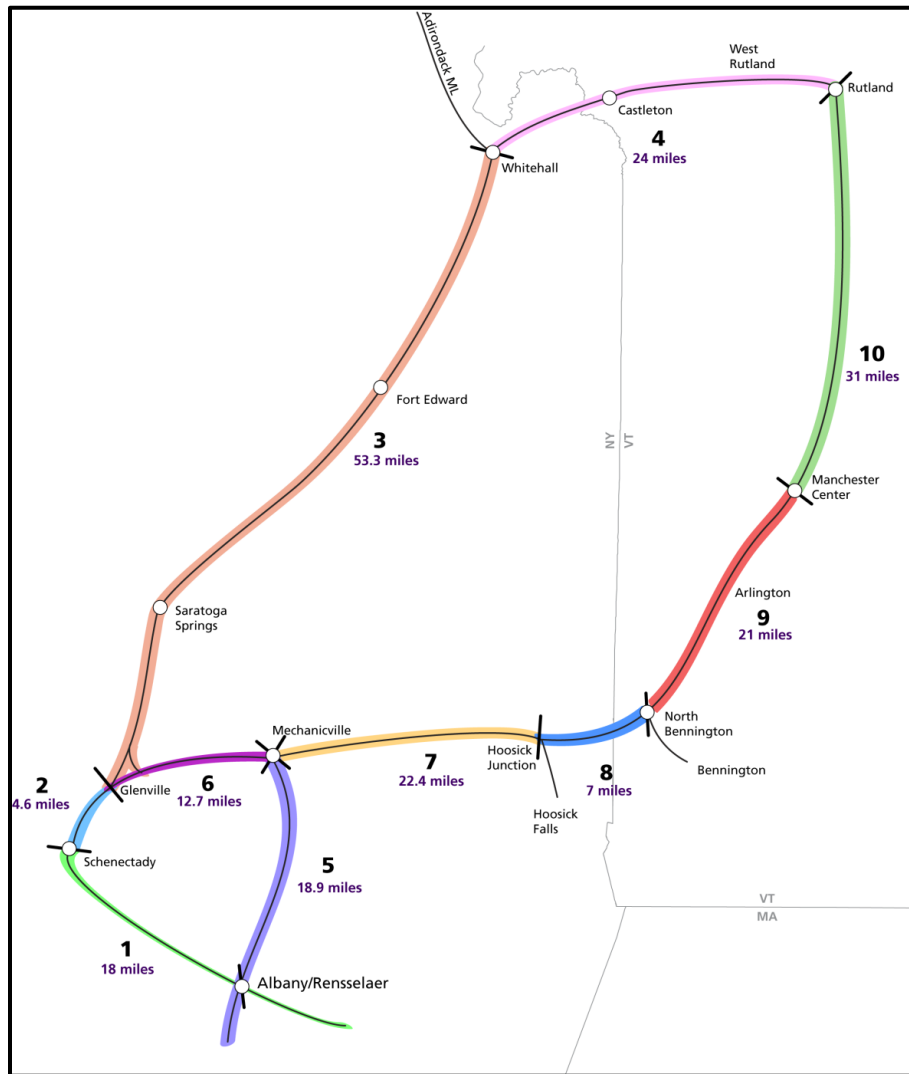 Adirondack ML
West
Rutland
Rutland
Castleton
4
24 miles
Whitehall
10
31 miles
Fort Edward
3
53.3 miles
NY
VT
Manchester
Center
Arlington
9
21 miles
Saratoga
Springs
North
Bennington
Bennington
Mechanicville
7
22.4 miles
Hoosick
Junction
8
7 miles
Hoosick
Falls
2
4.6 miles
Glenville
6
12.7 miles
Schenectady
5
18.9 miles
1
18 miles
Albany/Rensselaer
VT
MA